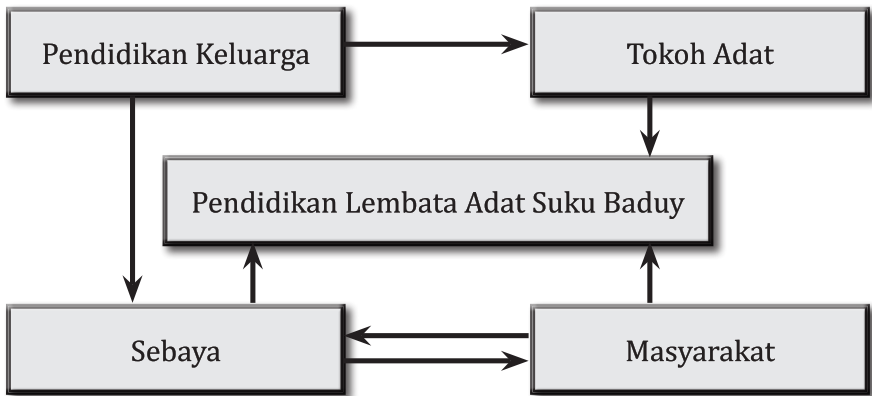 Pendidikan Keluarga
Tokoh Adat
Pendidikan Lembata Adat Suku Baduy
Sebaya
Masyarakat